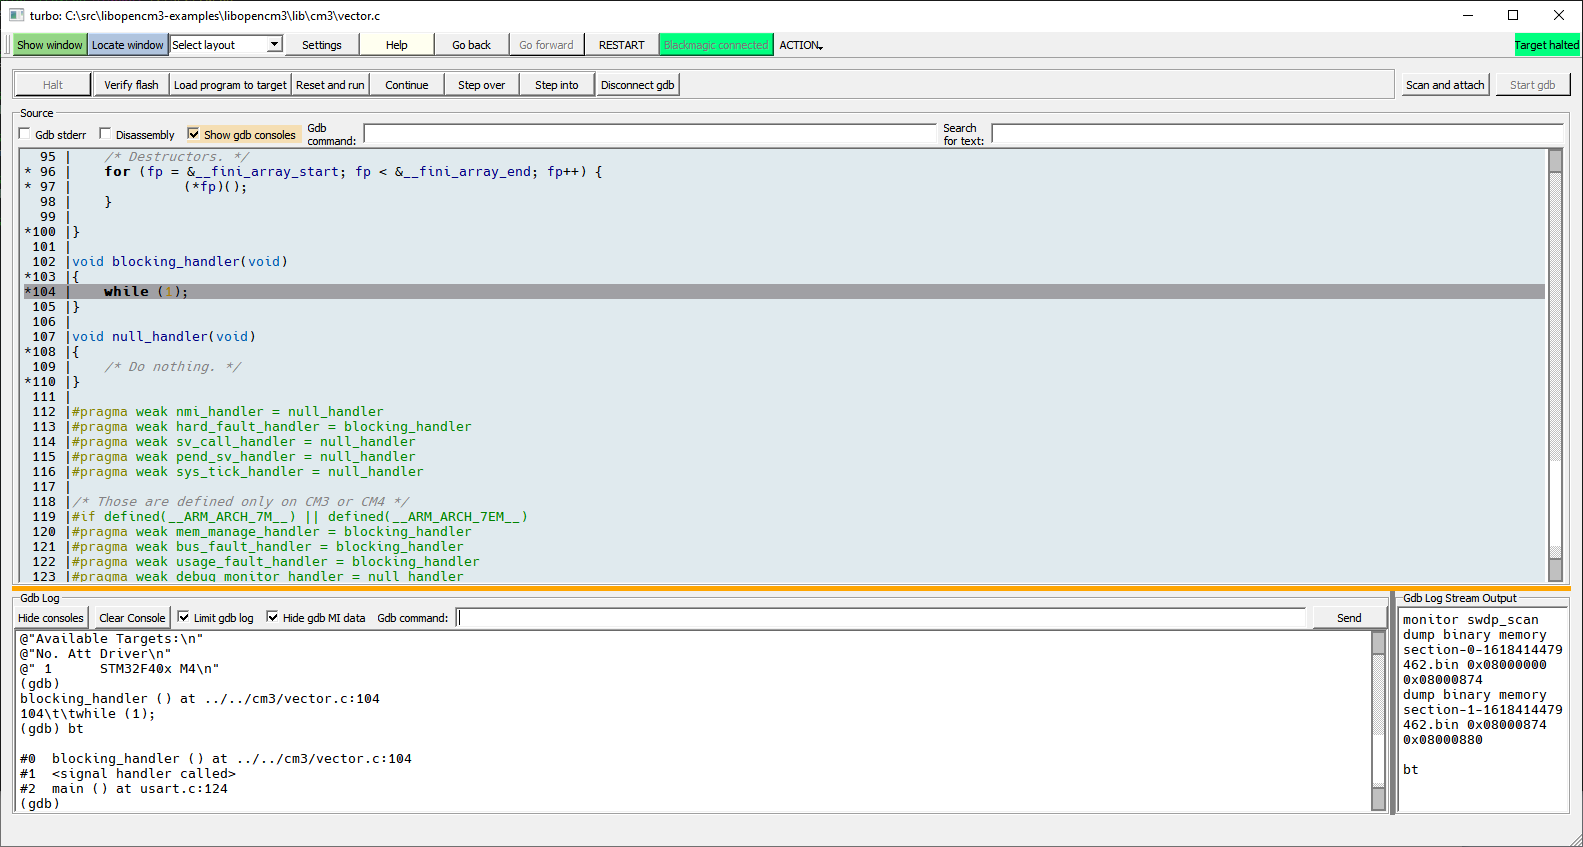 turbo: C:\src\libopencm3-examples\libopencm3\lib\cm3\vector.c
Show window Locate window Select layout Settings Help Go back Go forward RESTART Blackmagic connected ACTION Target halted
Halt Verify flash Load program to target Reset and run Continue Step over Step into Disconnect gdb Scan and attach Start gdb
Source
Gdb stderr Disassembly Show gdb consoles Gdb command: Search for text:
95 | /* Destructors. */
* 96 | for (fp = &__fini_array_start; fp < &__fini_array_end; fp++) {
* 97 | (*fp)();
98 | }
99 |
*100 |}
101 |
102 |void blocking_handler(void)
*103 |{
*104 | while (1);
105 |}
106 |
107 |void null_handler(void)
*108 |{
109 | /* Do nothing. */
*110 |}
111 |
112 |#pragma weak nmi_handler = null_handler
113 |#pragma weak hard_fault_handler = blocking_handler
114 |#pragma weak sv_call_handler = null_handler
115 |#pragma weak pend_sv_handler = null_handler
116 |#pragma weak sys_tick_handler = null_handler
117 |
118 |/* Those are defined only on CM3 or CM4 */
119 |#if defined(__ARM_ARCH_7M__) || defined(__ARM_ARCH_7EM__)
120 |#pragma weak mem_manage_handler = blocking_handler
121 |#pragma weak bus_fault_handler = blocking_handler
122 |#pragma weak usage_fault_handler = blocking_handler
123 |#pragma weak debug_monitor_handler = null_handler
Gdb Log
Hide consoles Clear Console Limit gdb log Hide gdb MI data Gdb command: Send
@"Available Targets:\n"
@"No. Att Driver\n"
@" 1      STM32F40x M4\n"
(gdb)
blocking_handler () at ../../cm3/vector.c:104
104\t\twhile (1);
(gdb) bt
#0  blocking_handler () at ../../cm3/vector.c:104
#1  <signal handler called>
#2  main () at usart.c:124
(gdb)
Gdb Log Stream Output
monitor swdp_scan
dump binary memory
section-0-1618414479
462.bin 0x08000000
0x08000874
dump binary memory
section-1-1618414479
462.bin 0x08000874
0x08000880
bt